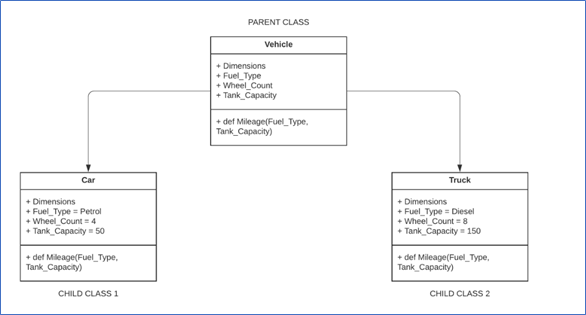 PARENT CLASS
Vehicle
+ Dimensions
+ Fuel_Type
+ Wheel_Count
+ Tank_Capacity
+ def Mileage(Fuel_Type,
Tank_Capacity)
Car
+ Dimensions
+ Fuel_Type = Petrol
+ Wheel_Count = 4
+ Tank_Capacity = 50
+ def Mileage(Fuel_Type,
Tank_Capacity)
CHILD CLASS 1
Truck
+ Dimensions
+ Fuel_Type = Diesel
+ Wheel_Count = 8
+ Tank_Capacity = 150
+ def Mileage(Fuel_Type,
Tank_Capacity)
CHILD CLASS 2